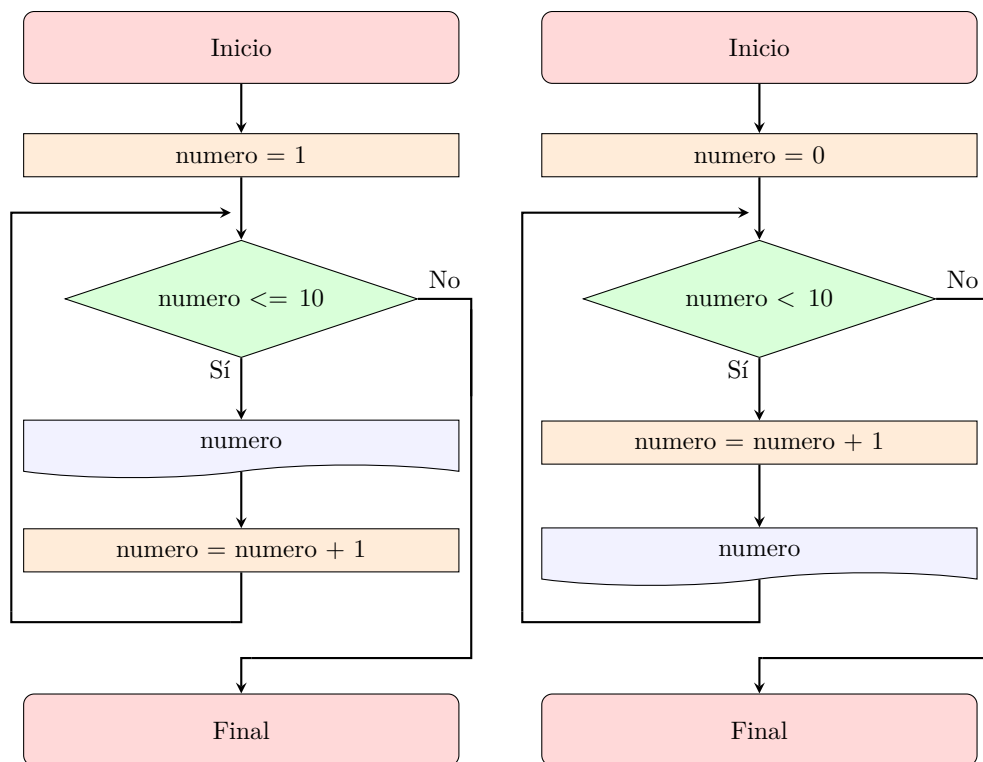 Inicio
numero = 1
numero <= 10
No
Sí
numero
numero = numero + 1
Final
Inicio
numero = 0
numero < 10
No
Sí
numero = numero + 1
numero
Final